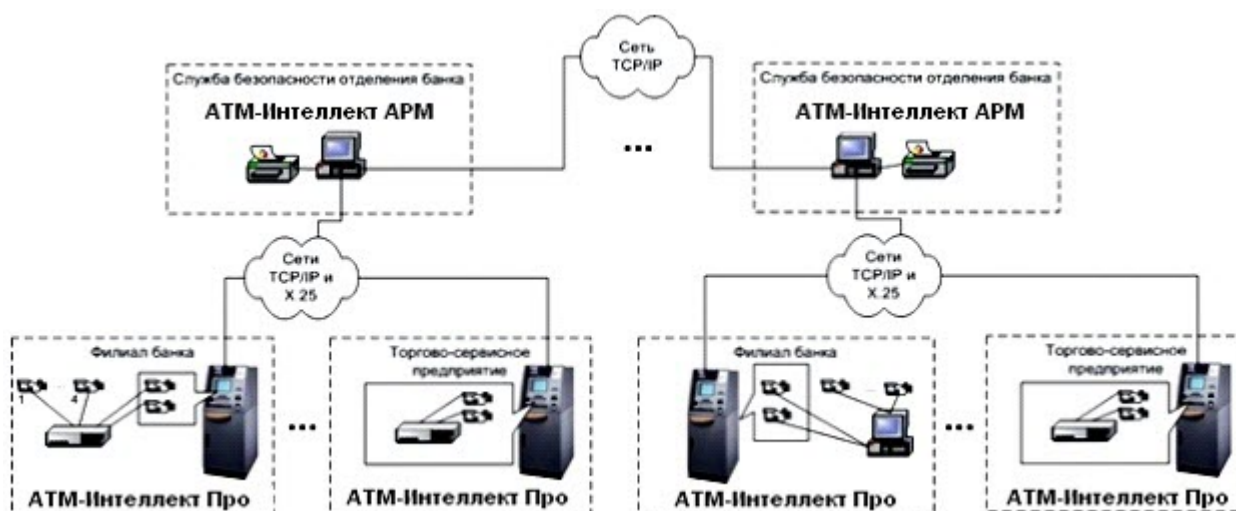 Сеть
TCP/IP
Служба безопасности отделения банка
АТМ-Интеллект АРМ
...
Служба безопасности отделения банка
АТМ-Интеллект АРМ
Сети
TCP/IP и
X.25
Сети
TCP/IP и
X.25
Филиал банка
1
...
4
АТМ-Интеллект Про
...
Торгово-сервисное
предприятие
АТМ-Интеллект Про
Филиал банка
...
АТМ-Интеллект Про
...
Торгово-сервисное
предприятие
АТМ-Интеллект Про